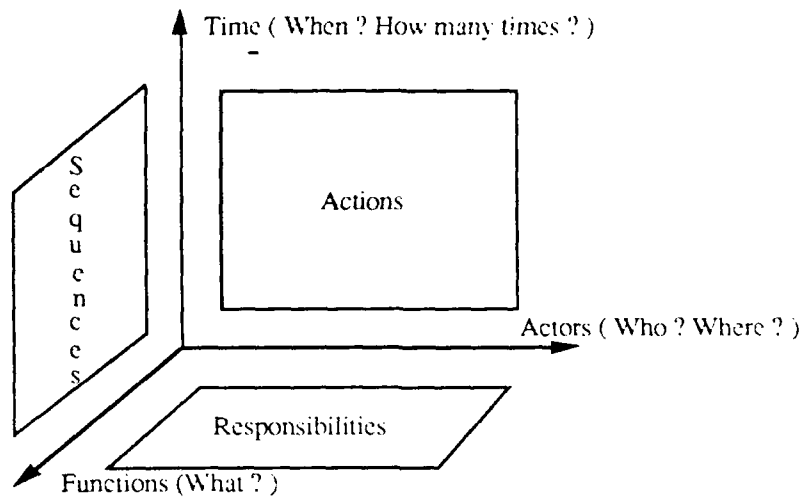 Time ( When ? How many times ? )
Sequences
Actions
Actors ( Who ? Where ? )
Responsibilities
Functions (What ? )